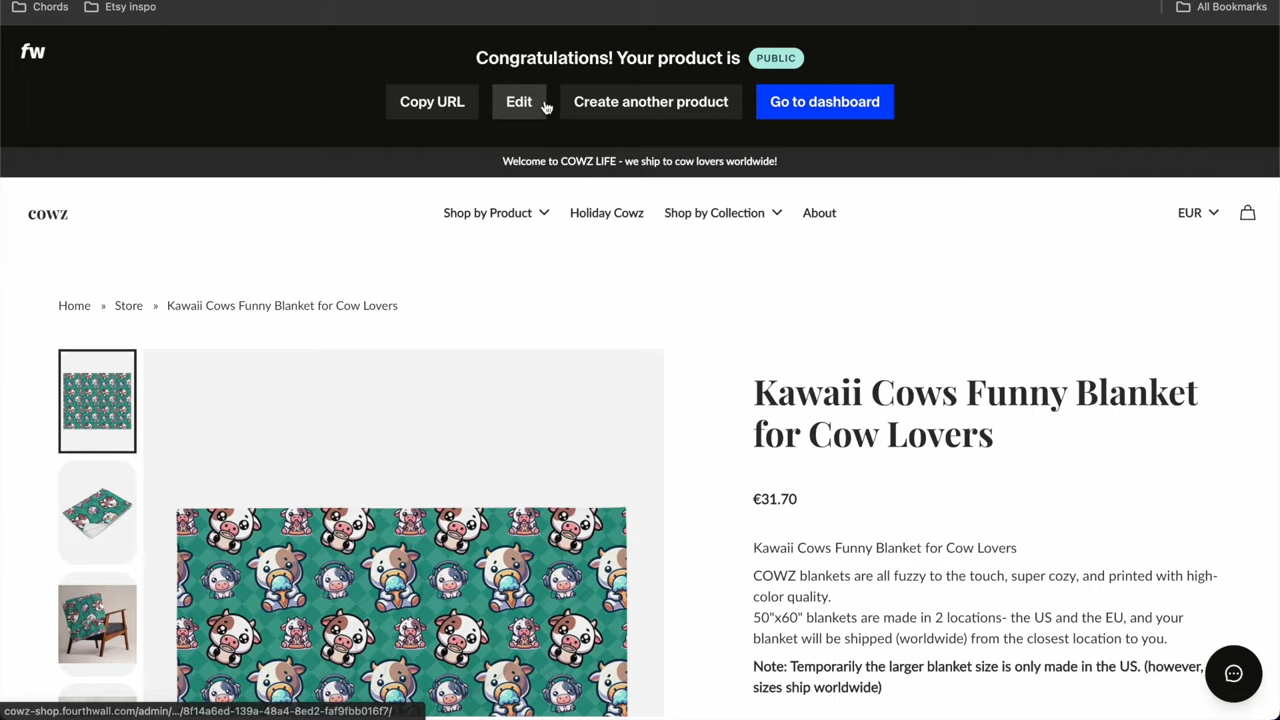 Chords
Etsy inspo
All Bookmarks
fw
Congratulations! Your product is PUBLIC
Copy URL
Edit
Create another product
Go to dashboard
Welcome to COWZ LIFE - we ship to cow lovers worldwide!
cowz
Shop by Product
Holiday Cowz
Shop by Collection
About
EUR
Home » Store » Kawaii Cows Funny Blanket for Cow Lovers
Kawaii Cows Funny Blanket
for Cow Lovers
€31.70
Kawaii Cows Funny Blanket for Cow Lovers
COWZ blankets are all fuzzy to the touch, super cozy, and printed with high-
color quality.
50"x60" blankets are made in 2 locations- the US and the EU, and your
blanket will be shipped (worldwide) from the closest location to you.
Note: Temporarily the larger blanket size is only made in the US. (however,
sizes ship worldwide)
cowz-shop.fourthwall.com/admin/.../8f14a6ed-139a-48a4-8ed2-faf9fbb016f7/